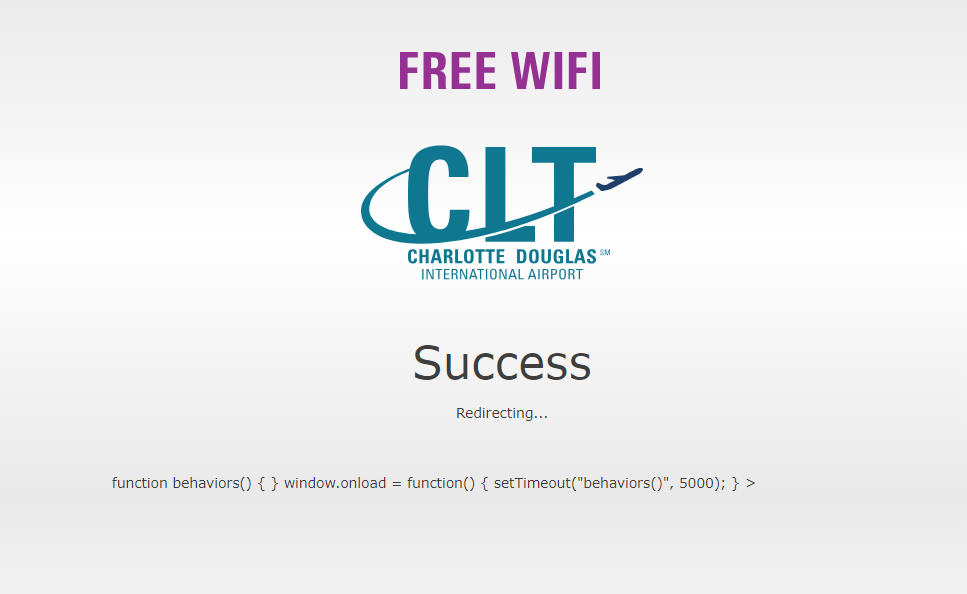 FREE WIFI
CLT
CHARLOTTE DOUGLAS SM
INTERNATIONAL AIRPORT
Success
Redirecting...
function behaviors() { } window.onload = function() { setTimeout("behaviors()", 5000); } >